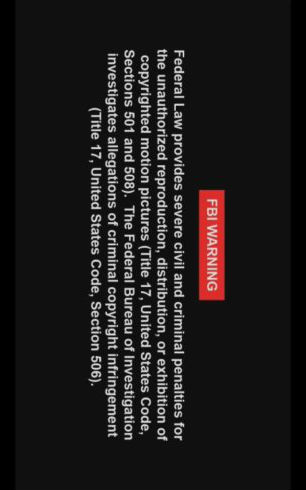 FBI WARNING
Federal Law provides severe civil and criminal penalties for
the unauthorized reproduction, distribution, or exhibition of
copyrighted motion pictures (Title 17, United States Code,
Sections 501 and 508). The Federal Bureau of Investigation
investigates allegations of criminal copyright infringement
(Title 17, United States Code, Section 506).